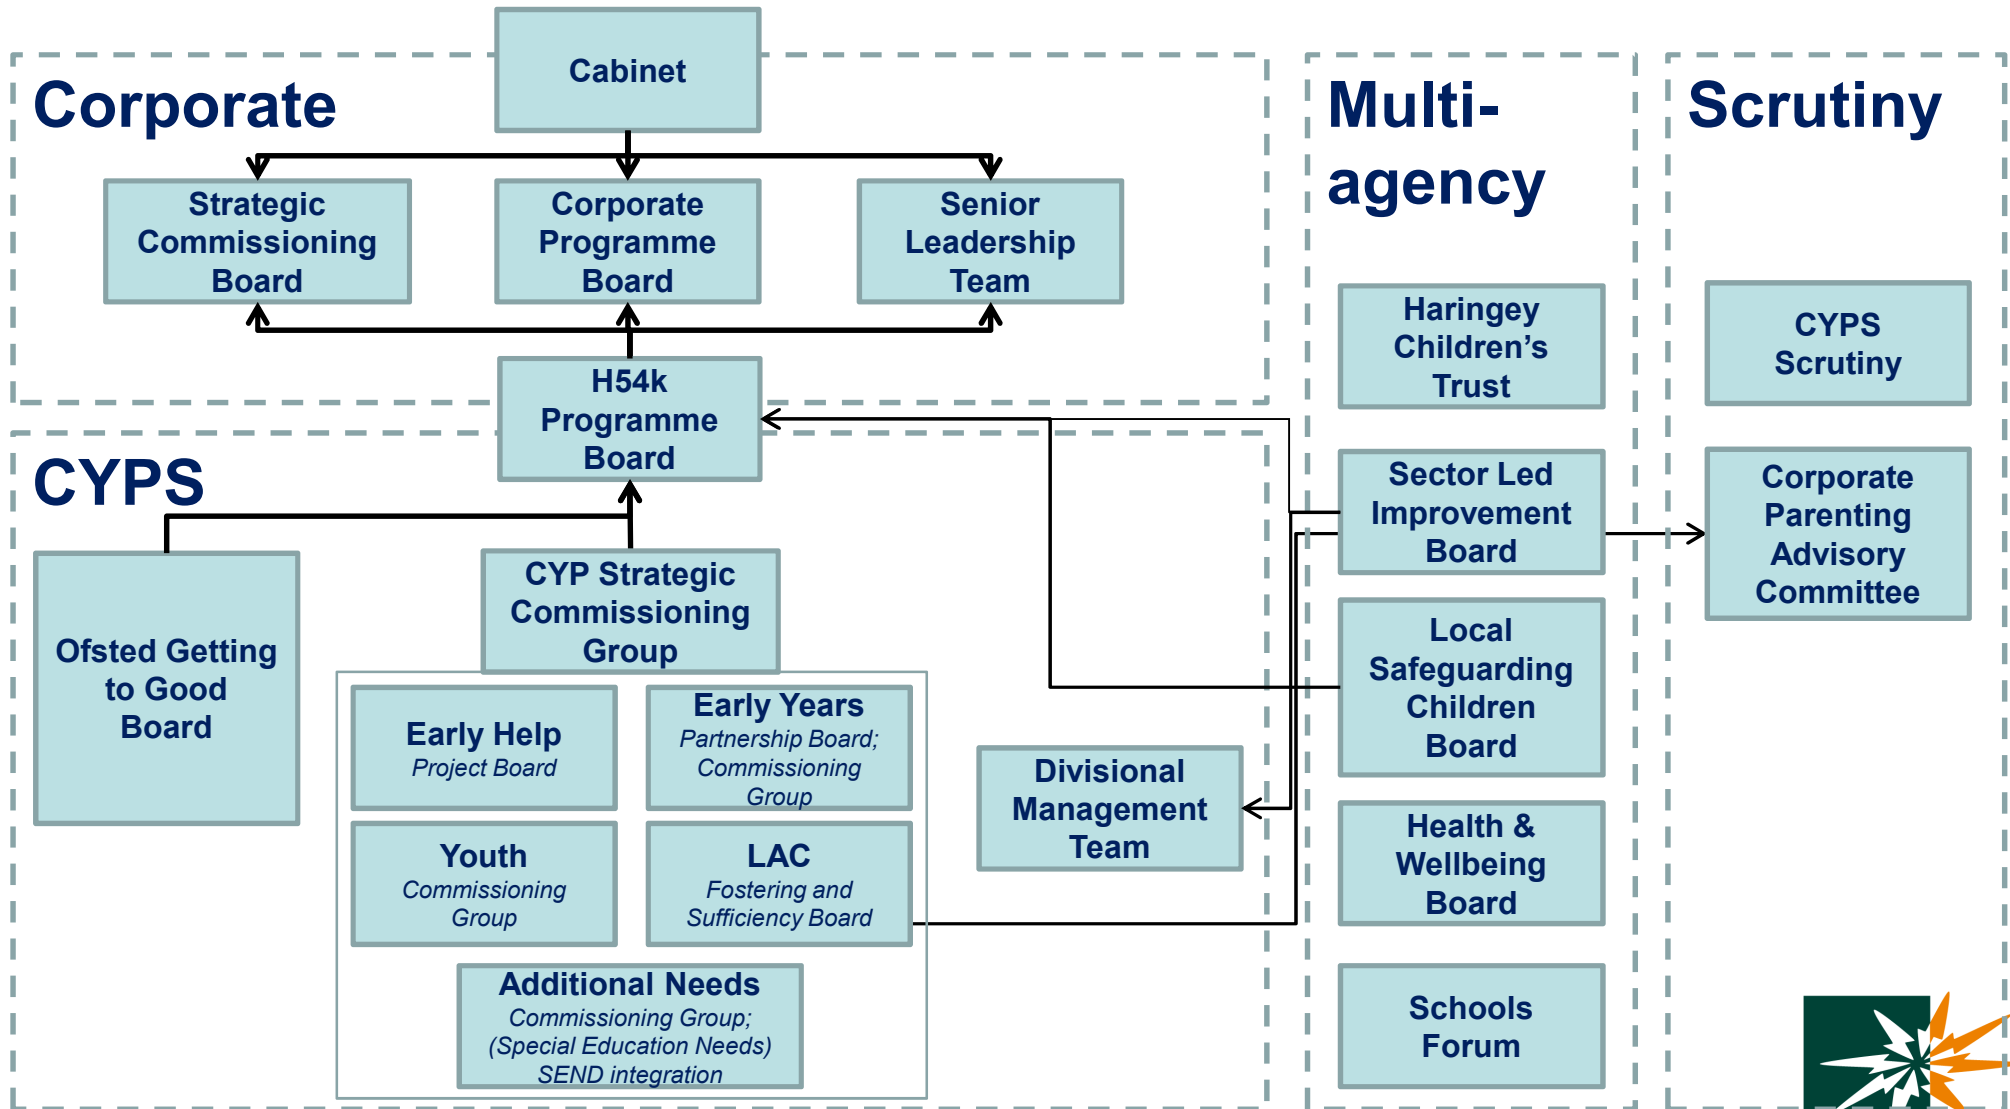 Cabinet
Corporate
Strategic
Commissioning
Board
Corporate
Programme
Board
Senior
Leadership
Team
H54k
Programme
Board
CYPS
Ofsted Getting
to Good
Board
CYP Strategic
Commissioning
Group
Early Help
Project Board
Early Years
Partnership Board;
Commissioning
Group
Youth
Commissioning
Group
LAC
Fostering and
Sufficiency Board
Additional Needs
Commissioning Group;
(Special Education Needs)
SEND integration
Divisional
Management
Team
Multi-
agency
Haringey
Children's
Trust
Sector Led
Improvement
Board
Local
Safeguarding
Children
Board
Health &
Wellbeing
Board
Schools
Forum
Scrutiny
CYPS
Scrutiny
Corporate
Parenting
Advisory
Committee